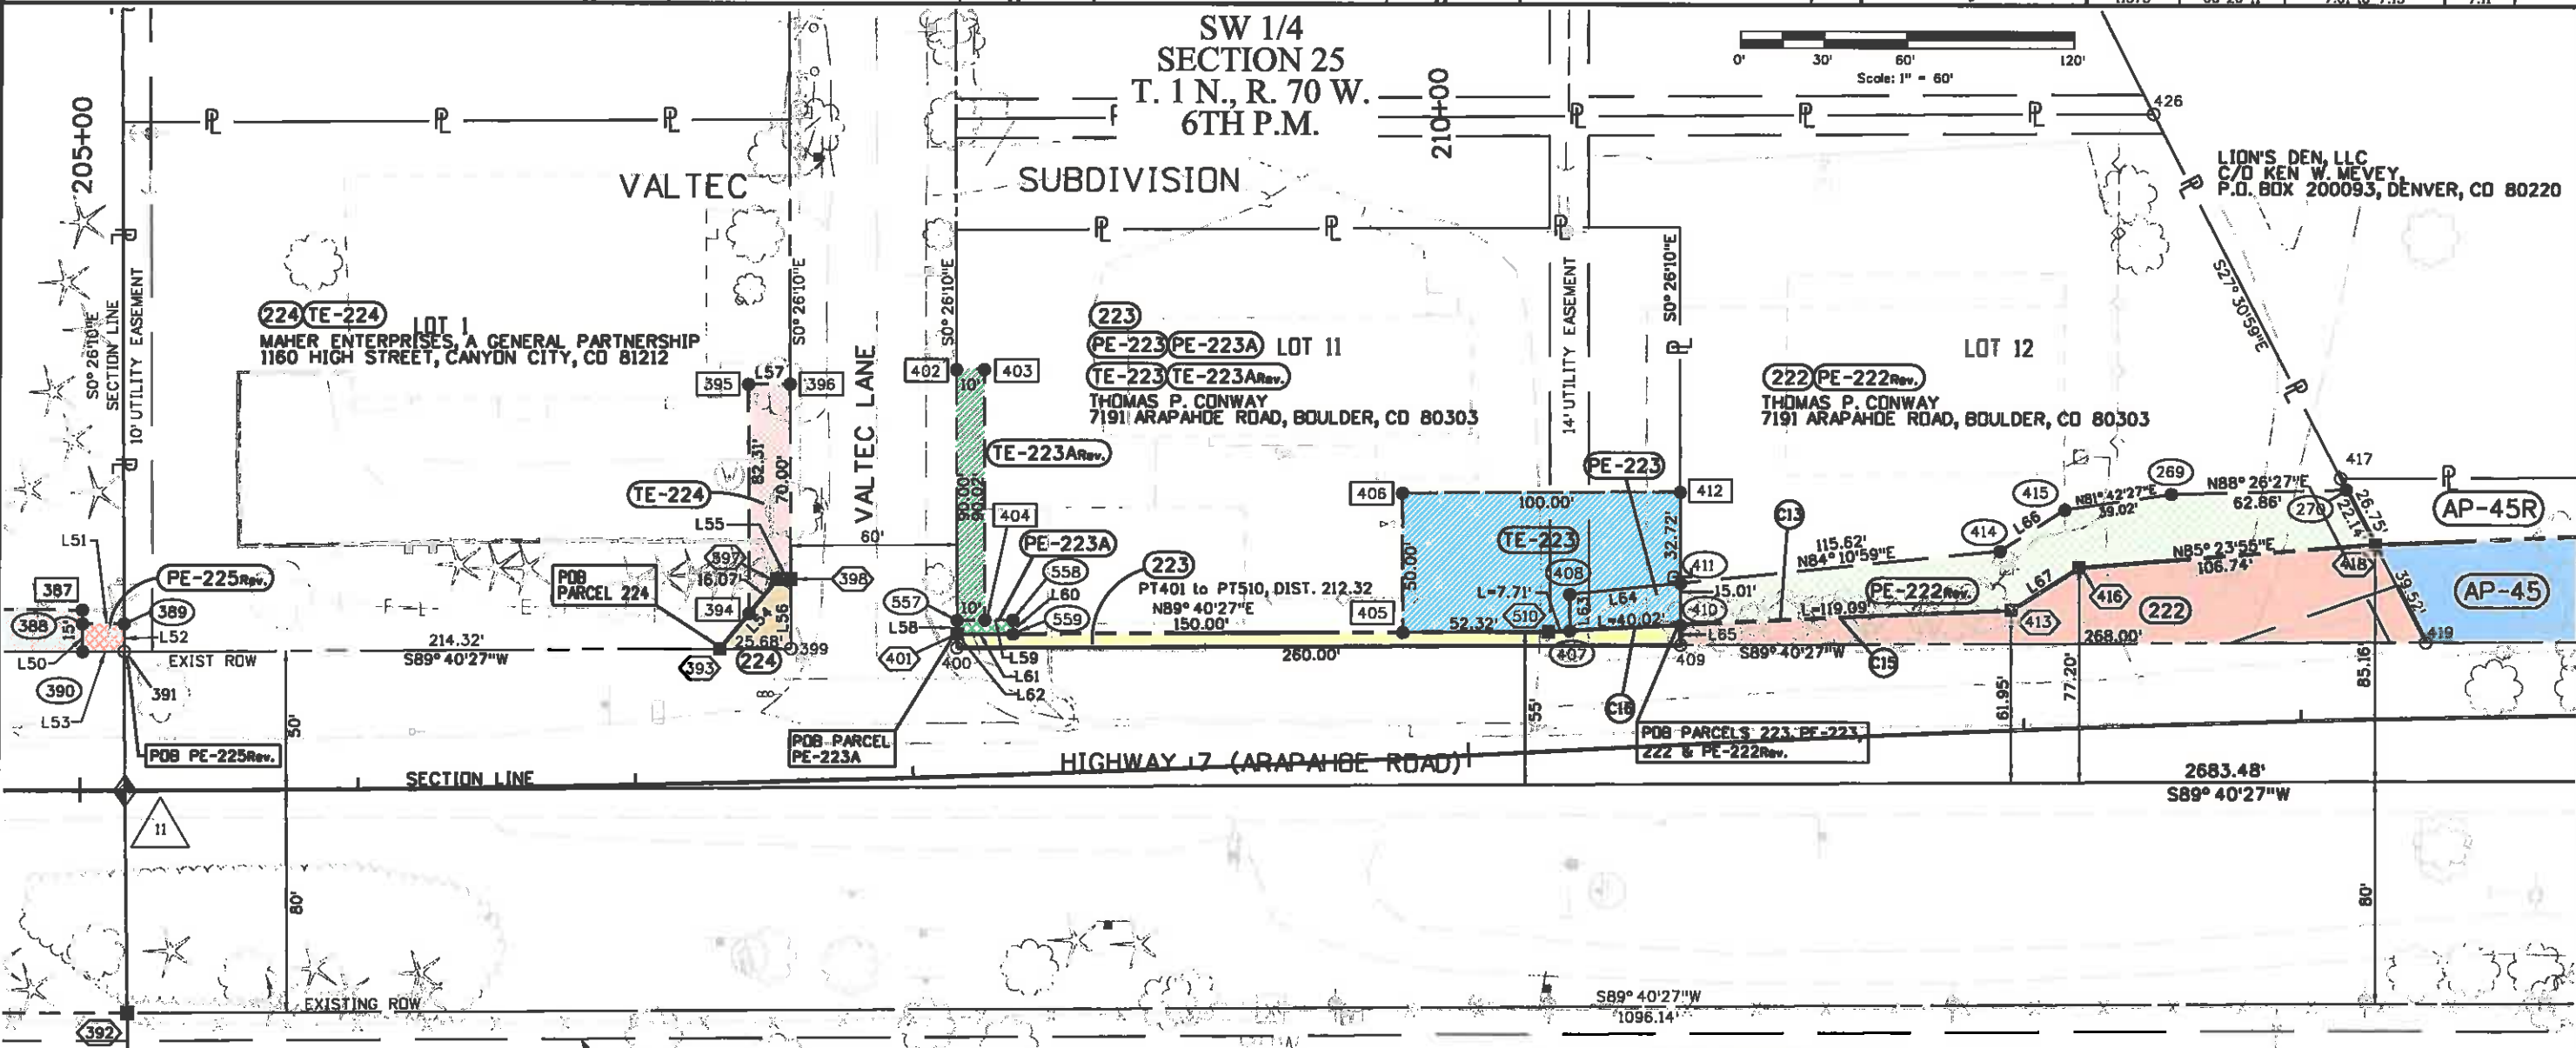 SW 1/4
SECTION 25
T. 1 N., R. 70 W.
6TH P.M.
0' 30' 60' 120'
Scale: 1" = 60'
205+00
210+00
VALTEC SUBDIVISION
426
LION'S DEN, LLC
C/O KEN W. MEVEY,
P.O. BOX 200093, DENVER, CO 80220
S27°30'59"E
S0°26'10"E
SECTION LINE
10' UTILITY EASEMENT
224 TE-224
LOT 1
MAHER ENTERPRISES, A GENERAL PARTNERSHIP
1160 HIGH STREET, CANYON CITY, CO 81212
S0°26'10"E
VALTEC LANE
S0°26'10"E
223
PE-223 PE-223A LOT 11
TE-223 TE-223ARev.
THOMAS P. CONWAY
7191 ARAPAHOE ROAD, BOULDER, CO 80303
14' UTILITY EASEMENT
S0°26'10"E
LOT 12
222 PE-222Rev.
THOMAS P. CONWAY
7191 ARAPAHOE ROAD, BOULDER, CO 80303
395 L57 396
82.31'
70.00'
TE-224
L55
397
16.07'
398
394
L54
L56
25.68'
224
393
399
POB
PARCEL 224
402 10' 403
90.00'
90.02'
TE-223ARev.
404
PE-223A
558
L60
559
557
L58
10'
401
400
L59
L61
L62
60'
223
PT401 to PT510, DIST. 212.32
N89°40'27"E
150.00'
260.00'
406
100.00'
412
PE-223
TE-223
50.00'
32.72'
405
52.32'
408
L=7.71'
510
L63
L64
L=40.02'
407
411
15.01'
410
L65
409
C13
C15
C16
115.62'
N84°10'59"E
414
L66
415
N81°42'27"E
39.02'
269
N88°26'27"E
62.86'
270
417
26.75'
22.14'
AP-45R
AP-45
N85°23'55"E
106.74'
418
39.52'
419
PE-222Rev.
L=119.09'
L67
413
416
222
268.00'
S89°40'27"W
L51
387
388
15'
L50
390
L53
PE-225Rev.
389
L52
391
EXIST ROW
214.32'
S89°40'27"W
POB PE-225Rev.
50'
55'
61.95'
77.20'
85.16'
POB PARCEL
PE-223A
POB PARCELS 223, PE-223,
222 & PE-222Rev.
HIGHWAY 7 (ARAPAHOE ROAD)
SECTION LINE
2683.48'
S89°40'27"W
11
80'
80'
EXISTING ROW
S89°40'27"W
1096.14'
392